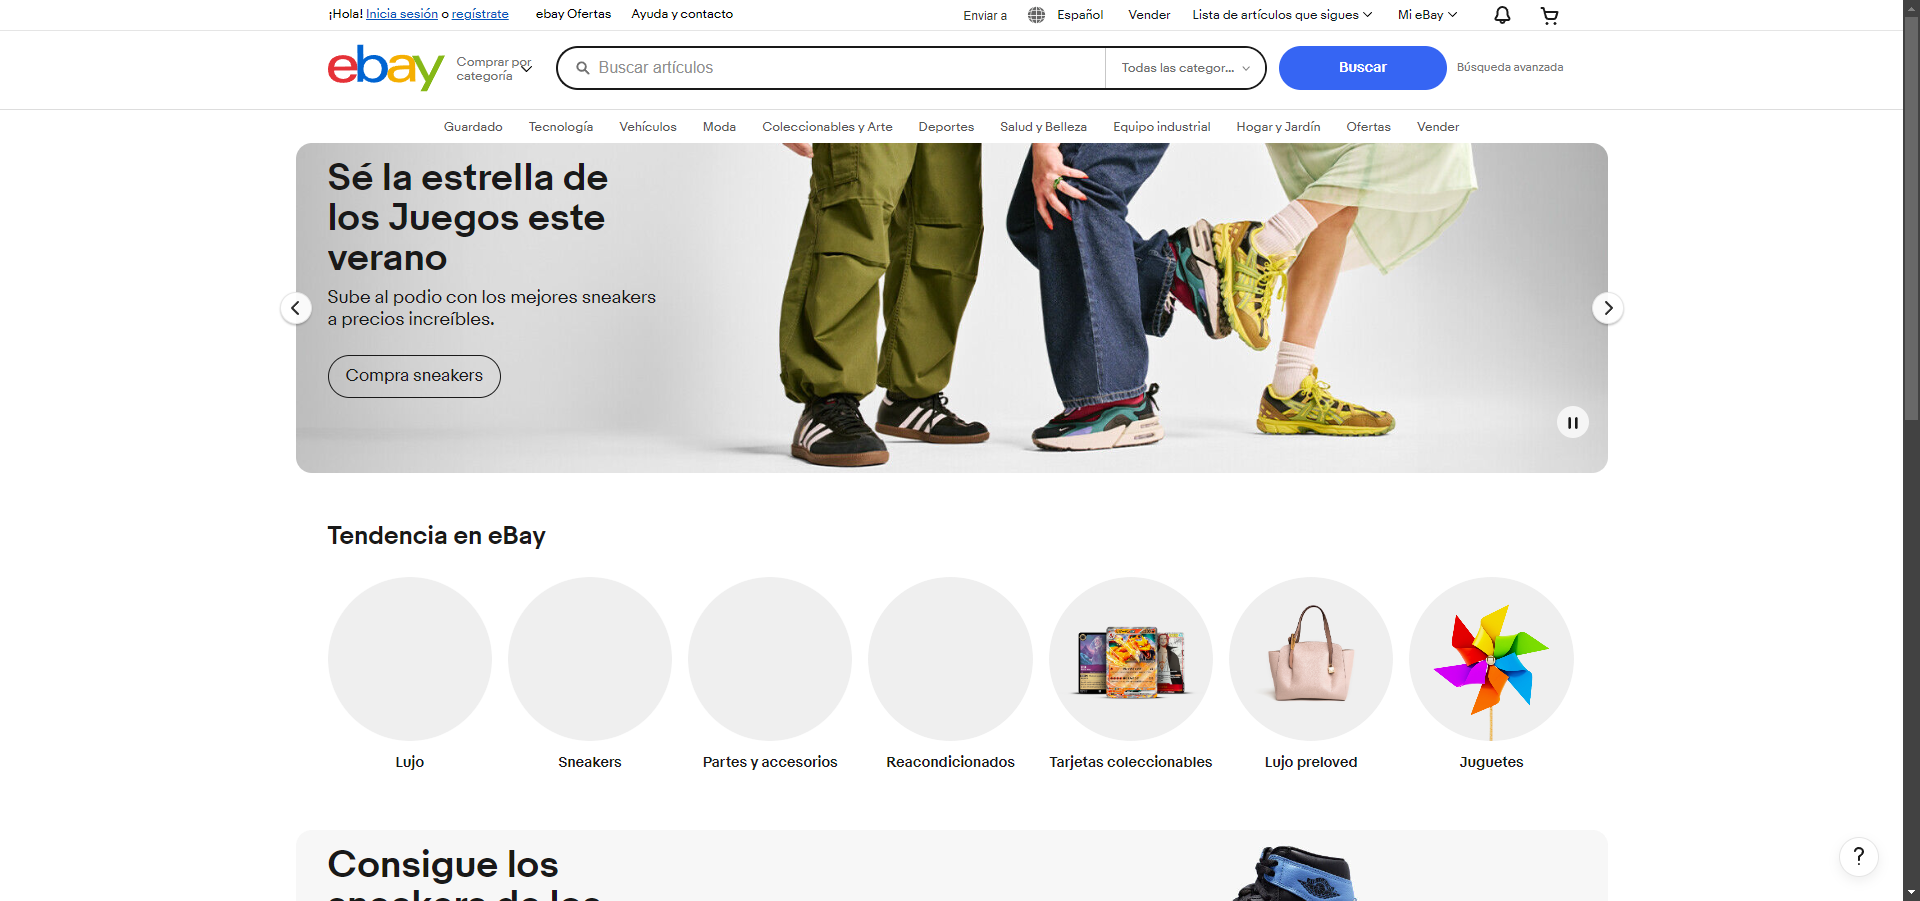 ¡Hola! Inicia sesión o regístrate
ebay Ofertas
Ayuda y contacto
Enviar a
Español
Vender
Lista de artículos que sigues
Mi eBay
ebay
Comprar por
categoría
Buscar artículos
Todas las categor...
Buscar
Búsqueda avanzada
Guardado
Tecnología
Vehículos
Moda
Coleccionables y Arte
Deportes
Salud y Belleza
Equipo industrial
Hogar y Jardín
Ofertas
Vender
Sé la estrella de
los Juegos este
verano
Sube al podio con los mejores sneakers
a precios increíbles.
Compra sneakers
Tendencia en eBay
Lujo
Sneakers
Partes y accesorios
Reacondicionados
Tarjetas coleccionables
Lujo preloved
Juguetes
Consigue los
sneakers de los
?